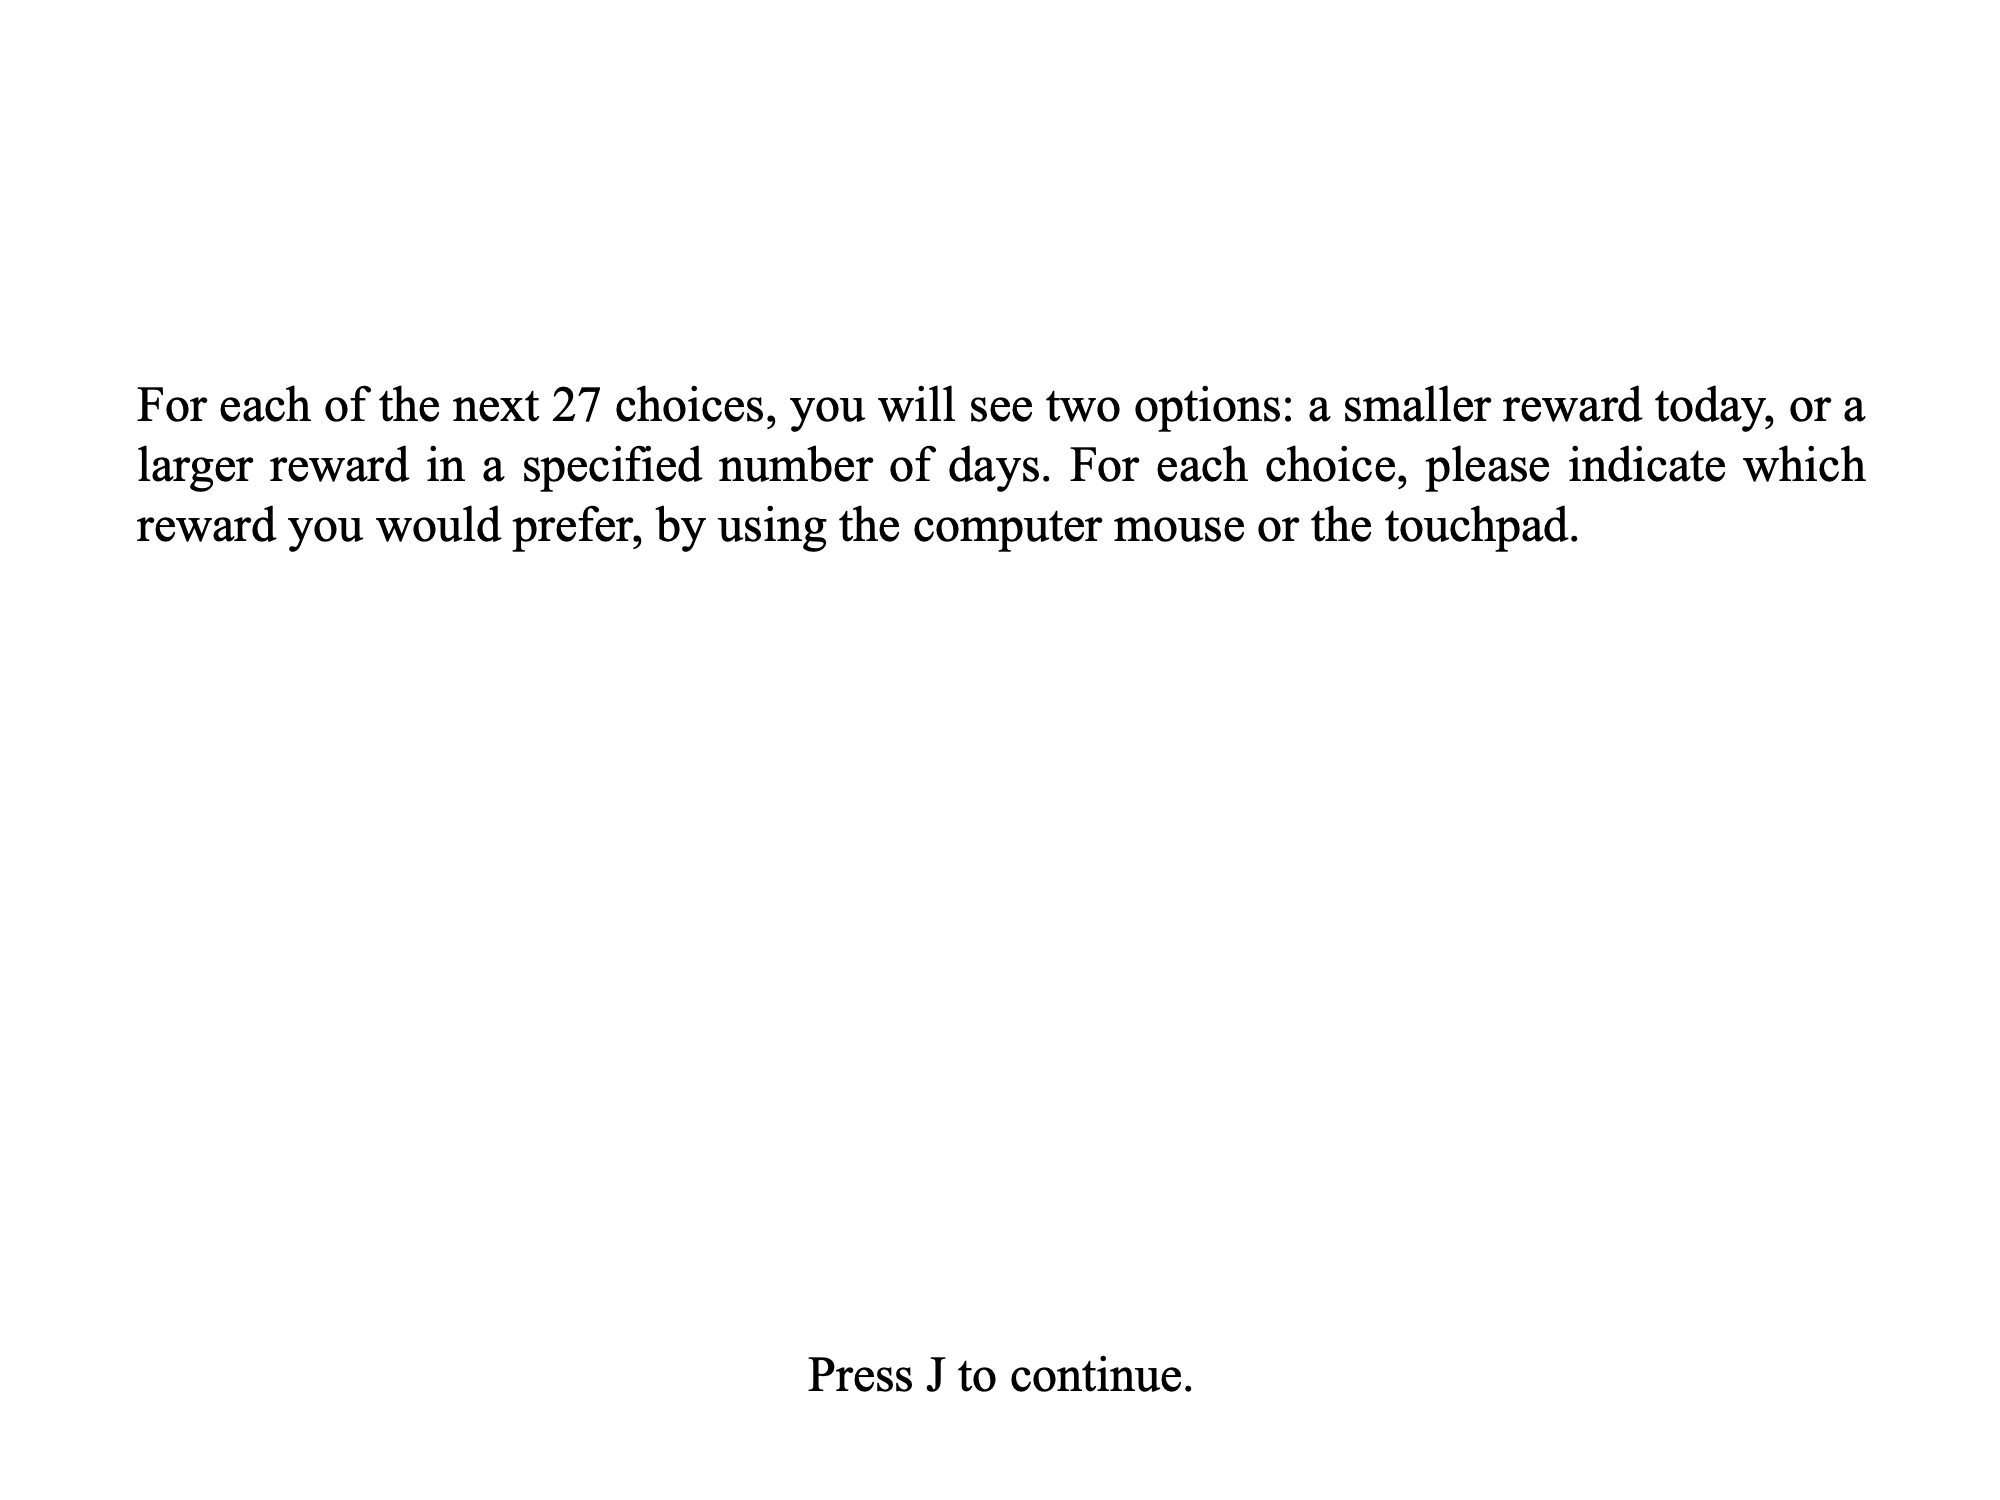 For each of the next 27 choices, you will see two options: a smaller reward today, or a
larger reward in a specified number of days. For each choice, please indicate which
reward you would prefer, by using the computer mouse or the touchpad.
Press J to continue.